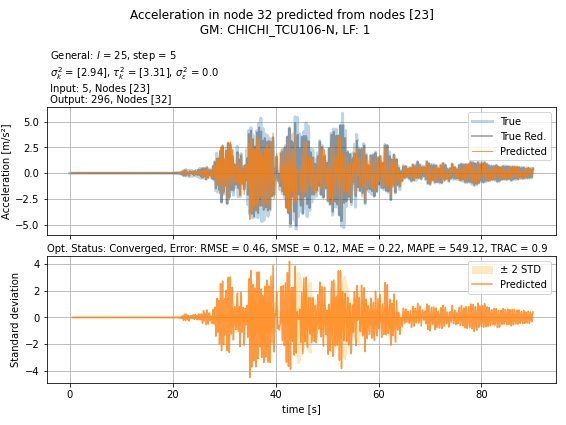 Acceleration in node 32 predicted from nodes [23]
GM: CHICHI_TCU106-N, LF: 1
General: l = 25, step = 5
σ²ₖ = [2.94], τ²ₖ = [3.31], σ²ε = 0.0
Input: 5, Nodes [23]
Output: 296, Nodes [32]
Acceleration [m/s²]
5.0
2.5
0.0
−2.5
−5.0
True
True Red.
Predicted
Opt. Status: Converged, Error: RMSE = 0.46, SMSE = 0.12, MAE = 0.22, MAPE = 549.12, TRAC = 0.9
Standard deviation
4
2
0
−2
−4
± 2 STD
Predicted
0 20 40 60 80
time [s]